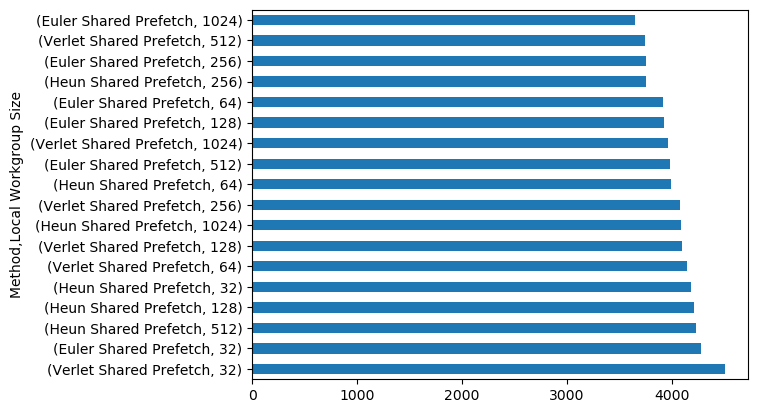 (Euler Shared Prefetch, 1024)
(Verlet Shared Prefetch, 512)
(Euler Shared Prefetch, 256)
(Heun Shared Prefetch, 256)
(Euler Shared Prefetch, 64)
(Euler Shared Prefetch, 128)
(Verlet Shared Prefetch, 1024)
(Euler Shared Prefetch, 512)
(Heun Shared Prefetch, 64)
(Verlet Shared Prefetch, 256)
(Heun Shared Prefetch, 1024)
(Verlet Shared Prefetch, 128)
(Verlet Shared Prefetch, 64)
(Heun Shared Prefetch, 32)
(Heun Shared Prefetch, 128)
(Heun Shared Prefetch, 512)
(Euler Shared Prefetch, 32)
(Verlet Shared Prefetch, 32)
Method,Local Workgroup Size
0 1000 2000 3000 4000